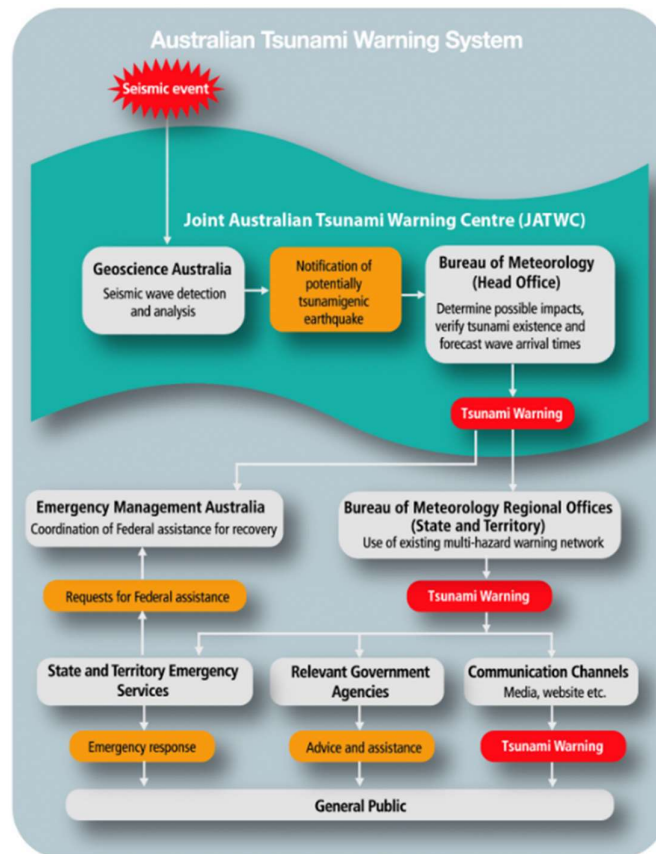 Australian Tsunami Warning System
Seismic event
Joint Australian Tsunami Warning Centre (JATWC)
Geoscience Australia
Seismic wave detection
and analysis
Notification of
potentially
tsunamigenic
earthquake
Bureau of Meteorology
(Head Office)
Determine possible impacts,
verify tsunami existence and
forecast wave arrival times
Tsunami Warning
Emergency Management Australia
Coordination of Federal assistance for recovery
Bureau of Meteorology Regional Offices
(State and Territory)
Use of existing multi-hazard warning network
Requests for Federal assistance
Tsunami Warning
State and Territory Emergency
Services
Relevant Government
Agencies
Communication Channels
Media, website etc.
Emergency response
Advice and assistance
Tsunami Warning
General Public